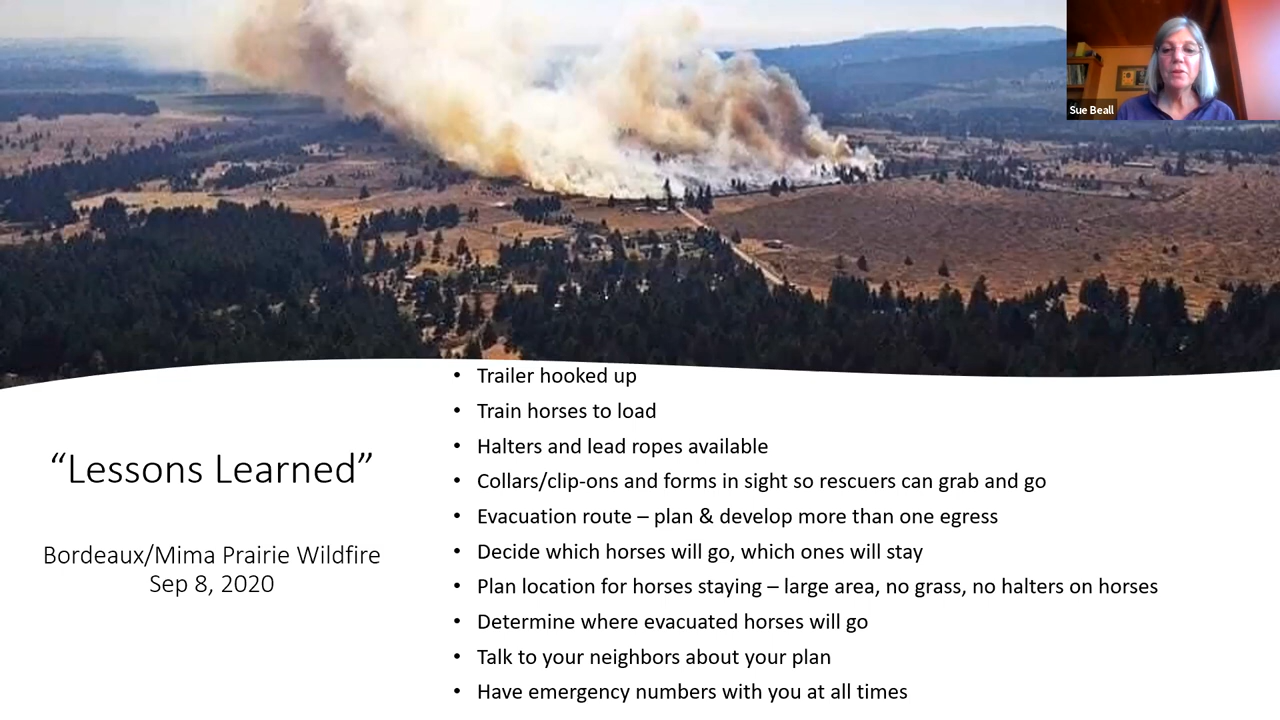 Sue Beall
• Trailer hooked up
• Train horses to load
• Halters and lead ropes available
• Collars/clip-ons and forms in sight so rescuers can grab and go
• Evacuation route – plan & develop more than one egress
• Decide which horses will go, which ones will stay
• Plan location for horses staying – large area, no grass, no halters on horses
• Determine where evacuated horses will go
• Talk to your neighbors about your plan
• Have emergency numbers with you at all times
“Lessons Learned”
Bordeaux/Mima Prairie Wildfire
Sep 8, 2020